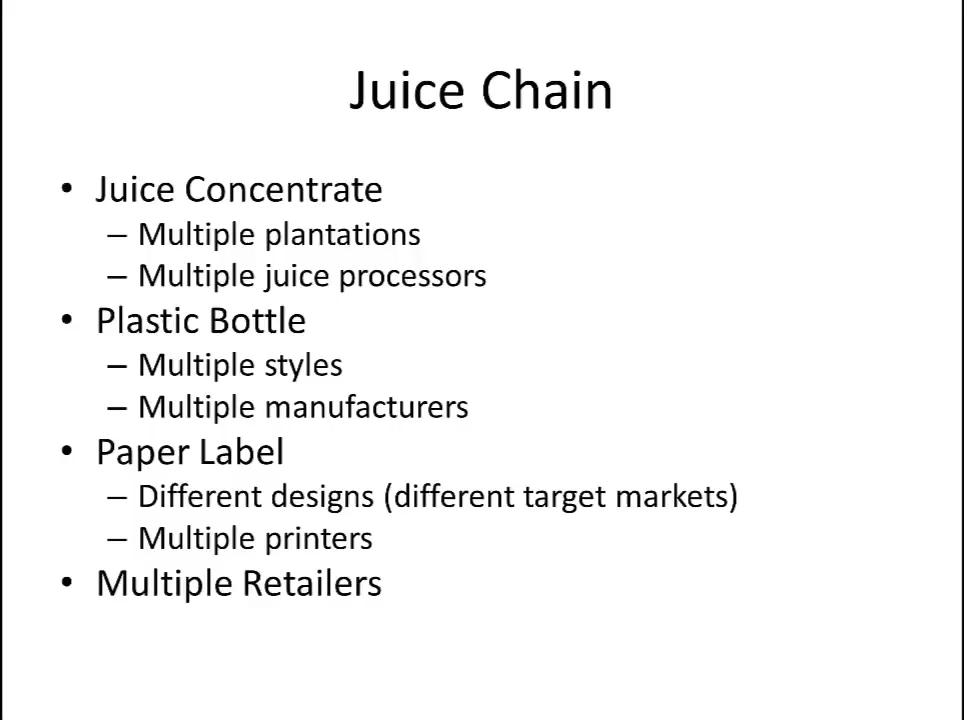 Juice Chain
• Juice Concentrate
– Multiple plantations
– Multiple juice processors
• Plastic Bottle
– Multiple styles
– Multiple manufacturers
• Paper Label
– Different designs (different target markets)
– Multiple printers
• Multiple Retailers